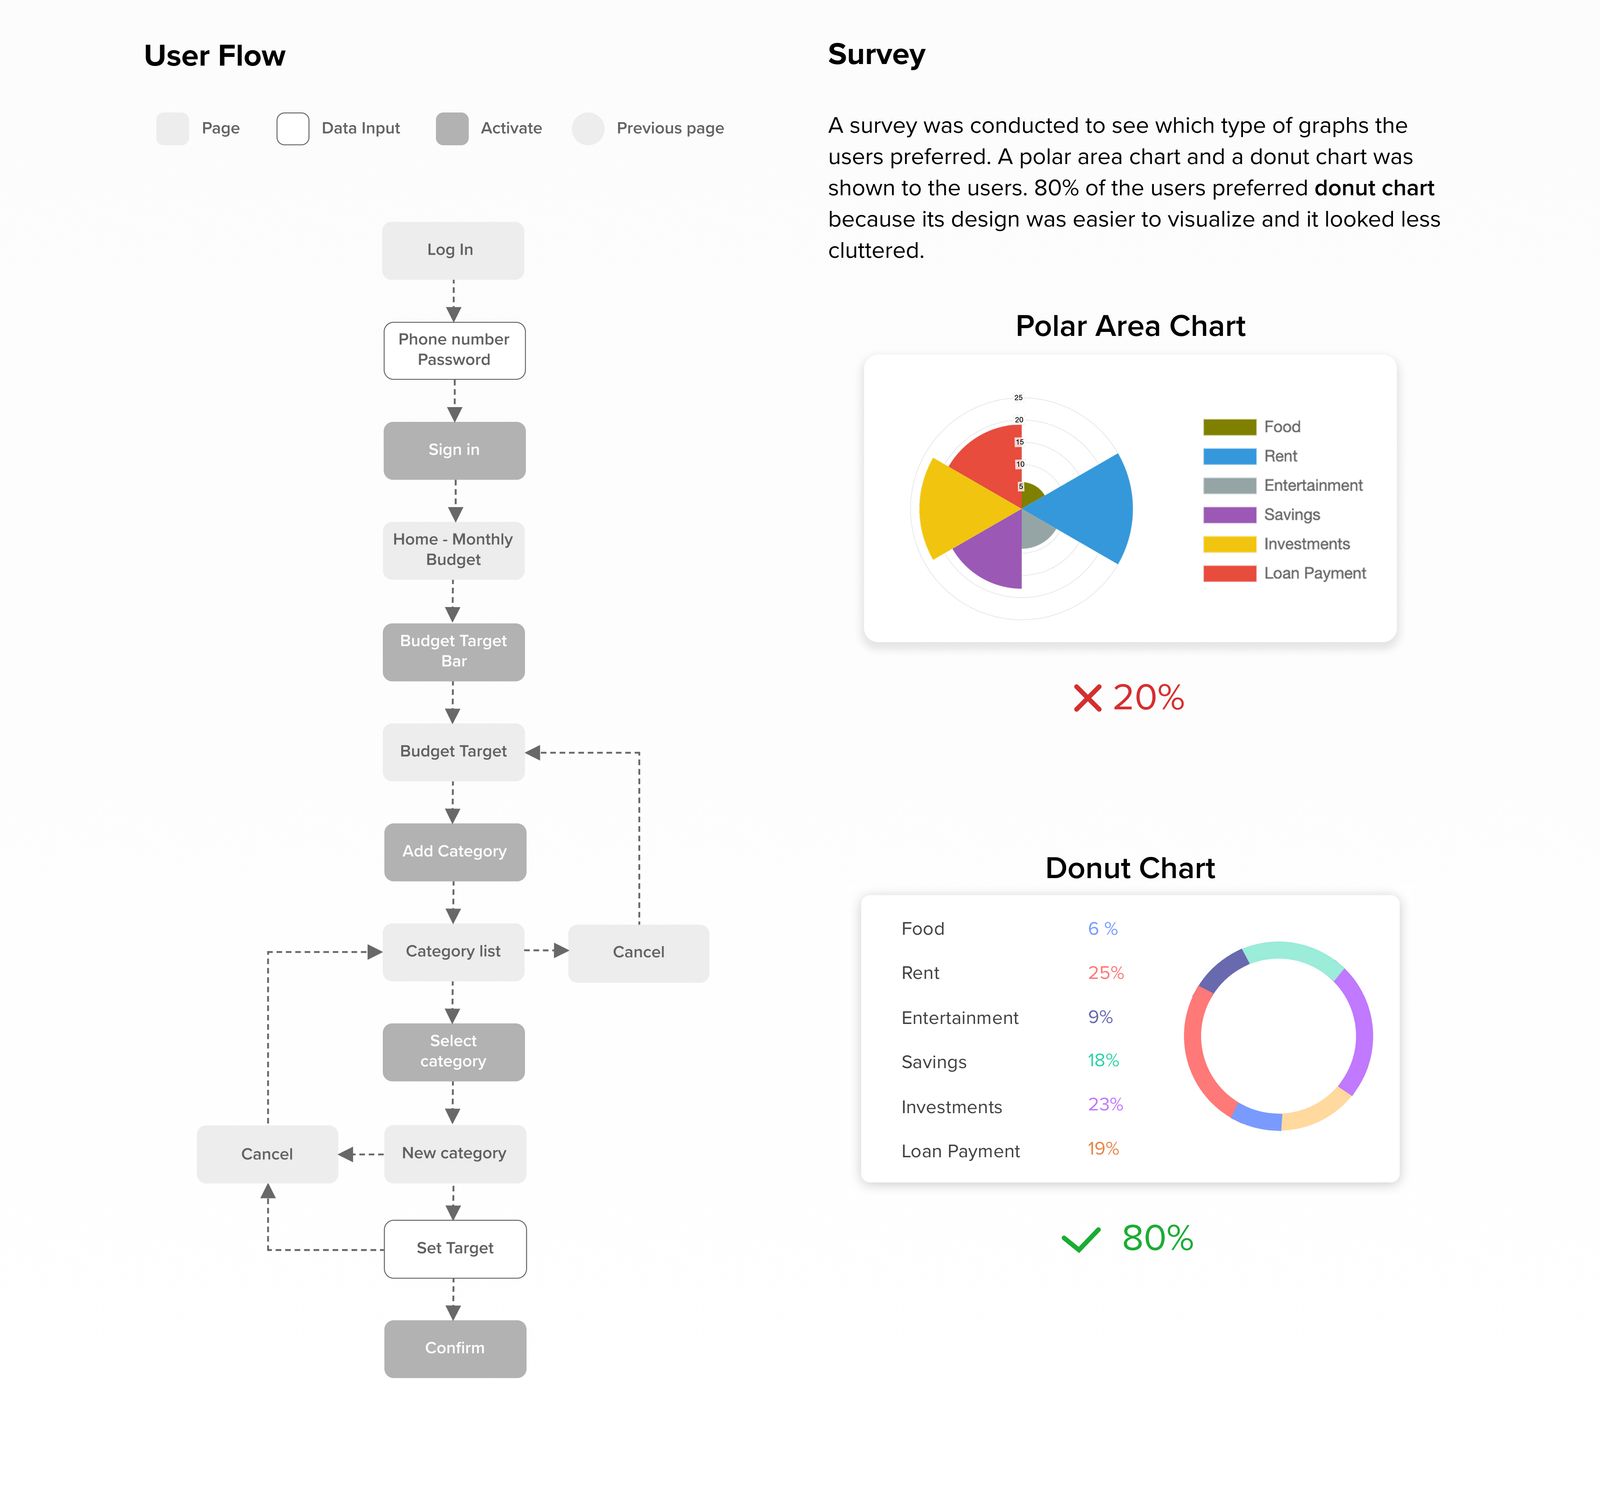 User Flow
Page
Data Input
Activate
Previous page
Log In
Phone number
Password
Sign in
Home - Monthly
Budget
Budget Target
Bar
Budget Target
Add Category
Category list
Cancel
Select
category
Cancel
New category
Set Target
Confirm
Survey
A survey was conducted to see which type of graphs the
users preferred. A polar area chart and a donut chart was
shown to the users. 80% of the users preferred donut chart
because its design was easier to visualize and it looked less
cluttered.
Polar Area Chart
25
20
15
10
5
Food
Rent
Entertainment
Savings
Investments
Loan Payment
20%
Donut Chart
Food 6 %
Rent 25%
Entertainment 9%
Savings 18%
Investments 23%
Loan Payment 19%
80%